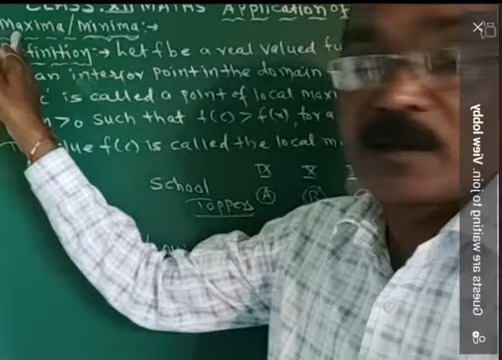 CLASS.XII MATHS APPLICATION OF
Maxima/Minima:→
finition:→ Let f be a real valued fu
an interior point in the domain
c' is called a point of local max
>0 such that f(c) > f(x), for a
lue f(c) is called the local m
School IX X
Toppers A B
Guests are waiting to join. View lobby